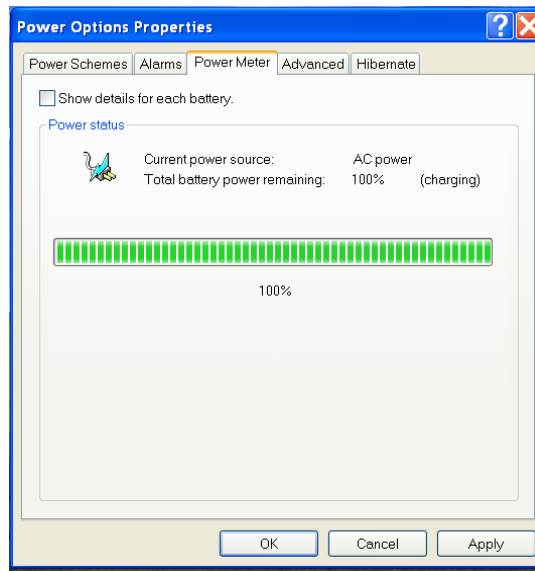 Power Options Properties
Power Schemes Alarms Power Meter Advanced Hibernate
Show details for each battery.
Power status
Current power source: AC power
Total battery power remaining: 100% (charging)
100%
OK Cancel Apply